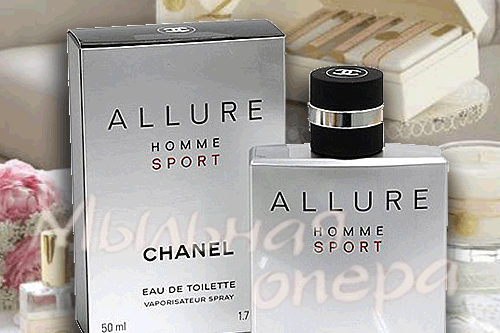 ALLURE
HOMME
SPORT
CHANEL
EAU DE TOILETTE
VAPORISATEUR SPRAY
50 ml 1.7
ALLURE
HOMME
SPORT
Мыльная
опера